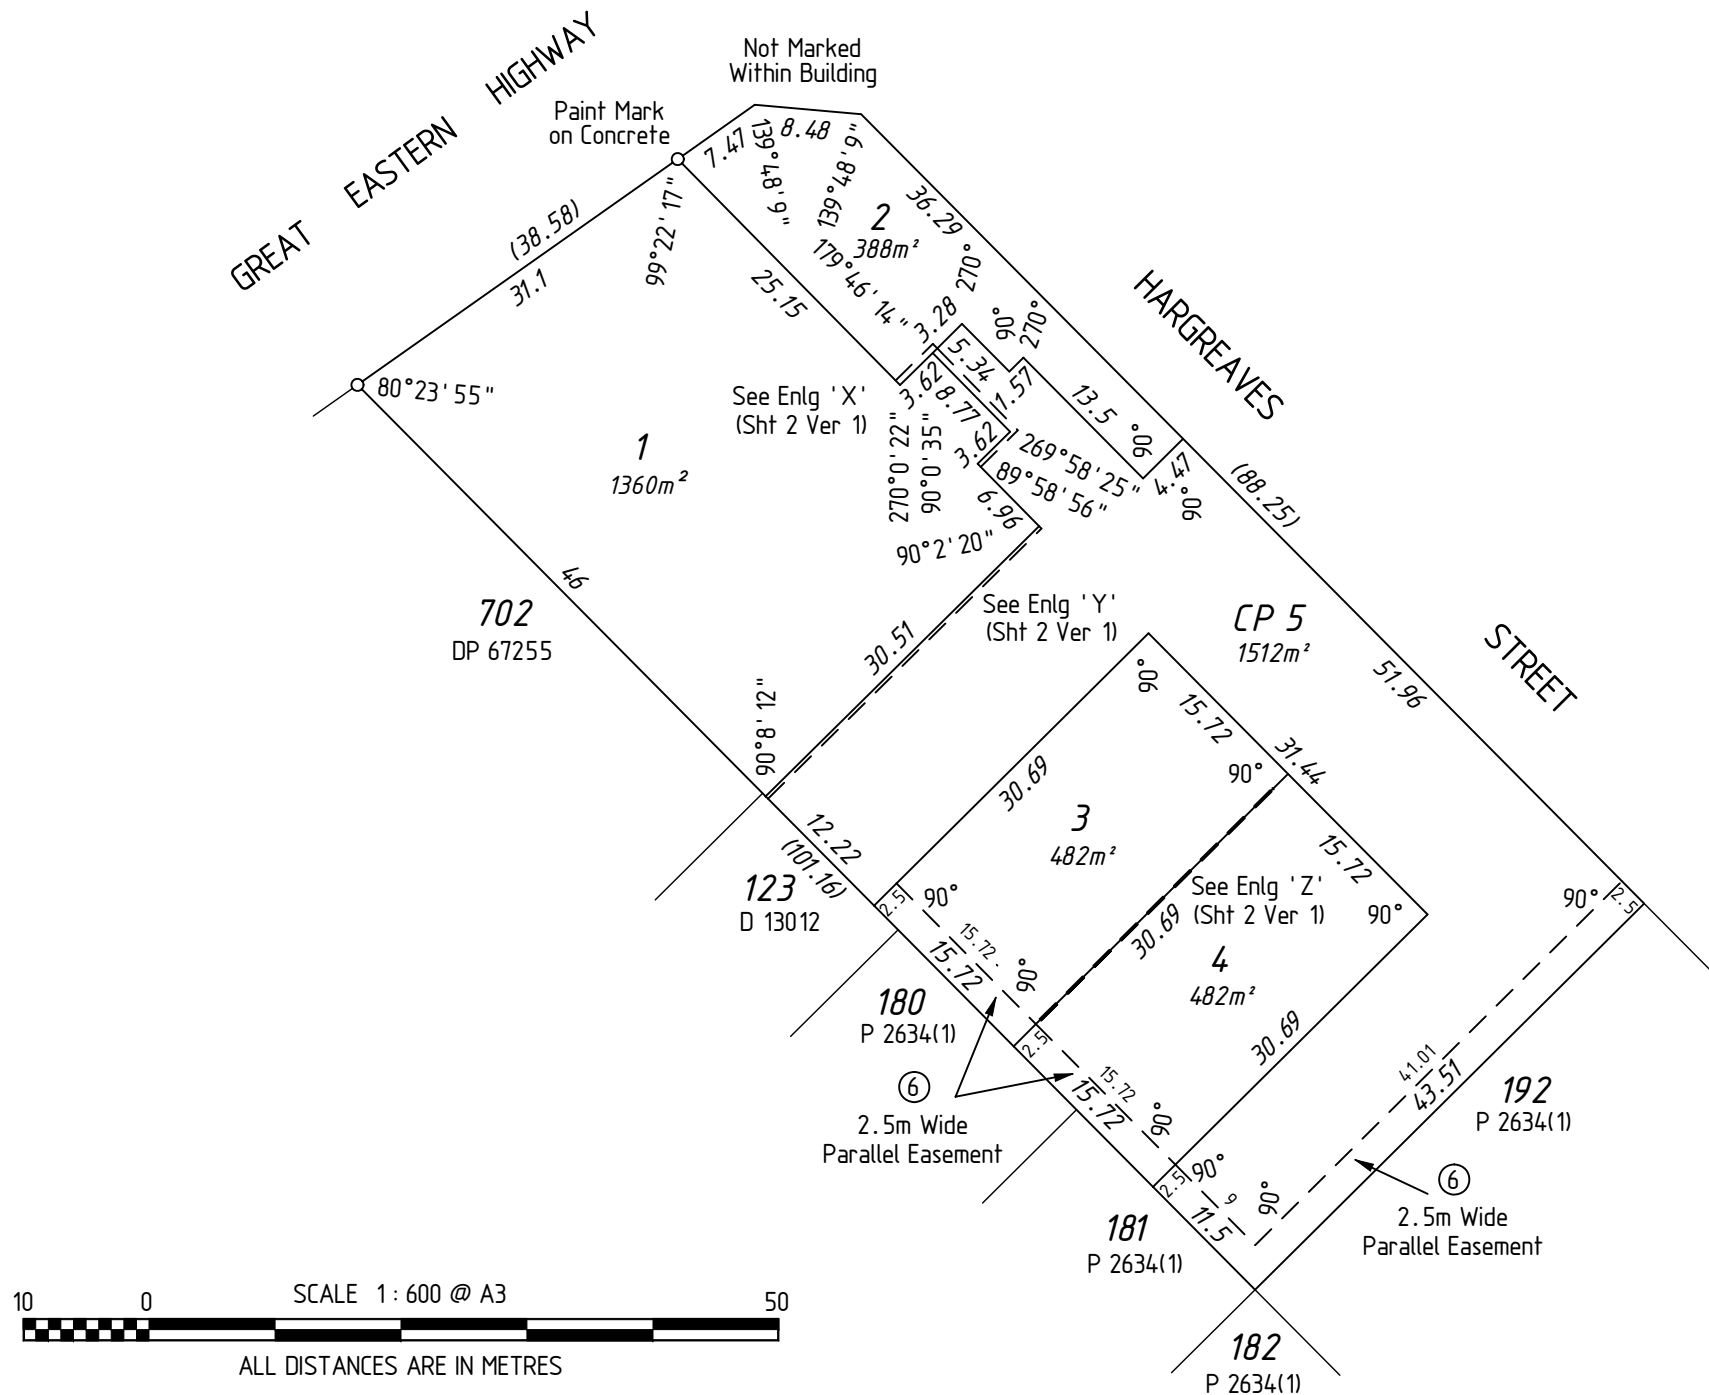 GREAT EASTERN HIGHWAY
Not Marked
Within Building
Paint Mark
on Concrete
7.47
8.48
139°48'9"
139°48'9"
(38.58)
31.1
99°22'17"
2
388m²
36.29
179°46'14"
270°
25.15
3.28
90°
270°
HARGREAVES
STREET
80°23'55"
See Enlg 'X'
(Sht 2 Ver 1)
3.62
5.34
8.77
1.57
13.5
90°
1
1360m²
270°0'22"
90°0'35"
3.62
269°58'25"
89°58'56"
4.47
90°
(88.25)
6.96
90°2'20"
46
702
DP 67255
See Enlg 'Y'
(Sht 2 Ver 1)
CP 5
1512m²
30.51
51.96
90°
90°8'12"
15.72
31.44
90°
30.69
3
482m²
12.22
(101.16)
15.72
123
D 13012
2.5
90°
See Enlg 'Z'
(Sht 2 Ver 1)
90°
90°
2.5
30.69
15.72
15.72
90°
4
482m²
180
P 2634(1)
2.5
30.69
6
2.5m Wide
Parallel Easement
15.72
15.72
90°
41.01
43.51
192
P 2634(1)
2.5
90°
9
11.5
90°
6
2.5m Wide
Parallel Easement
181
P 2634(1)
182
P 2634(1)
SCALE 1:600 @ A3
10 0 50
ALL DISTANCES ARE IN METRES